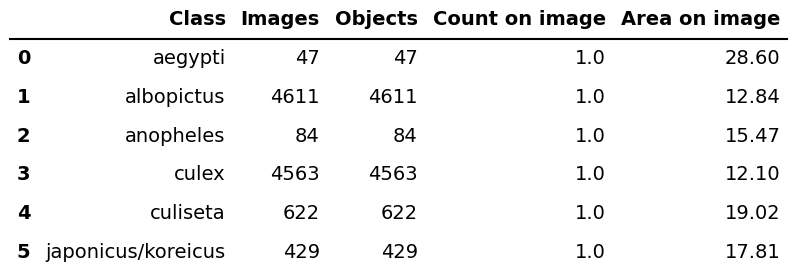 Class Images Objects Count on image Area on image
0 aegypti 47 47 1.0 28.60
1 albopictus 4611 4611 1.0 12.84
2 anopheles 84 84 1.0 15.47
3 culex 4563 4563 1.0 12.10
4 culiseta 622 622 1.0 19.02
5 japonicus/koreicus 429 429 1.0 17.81